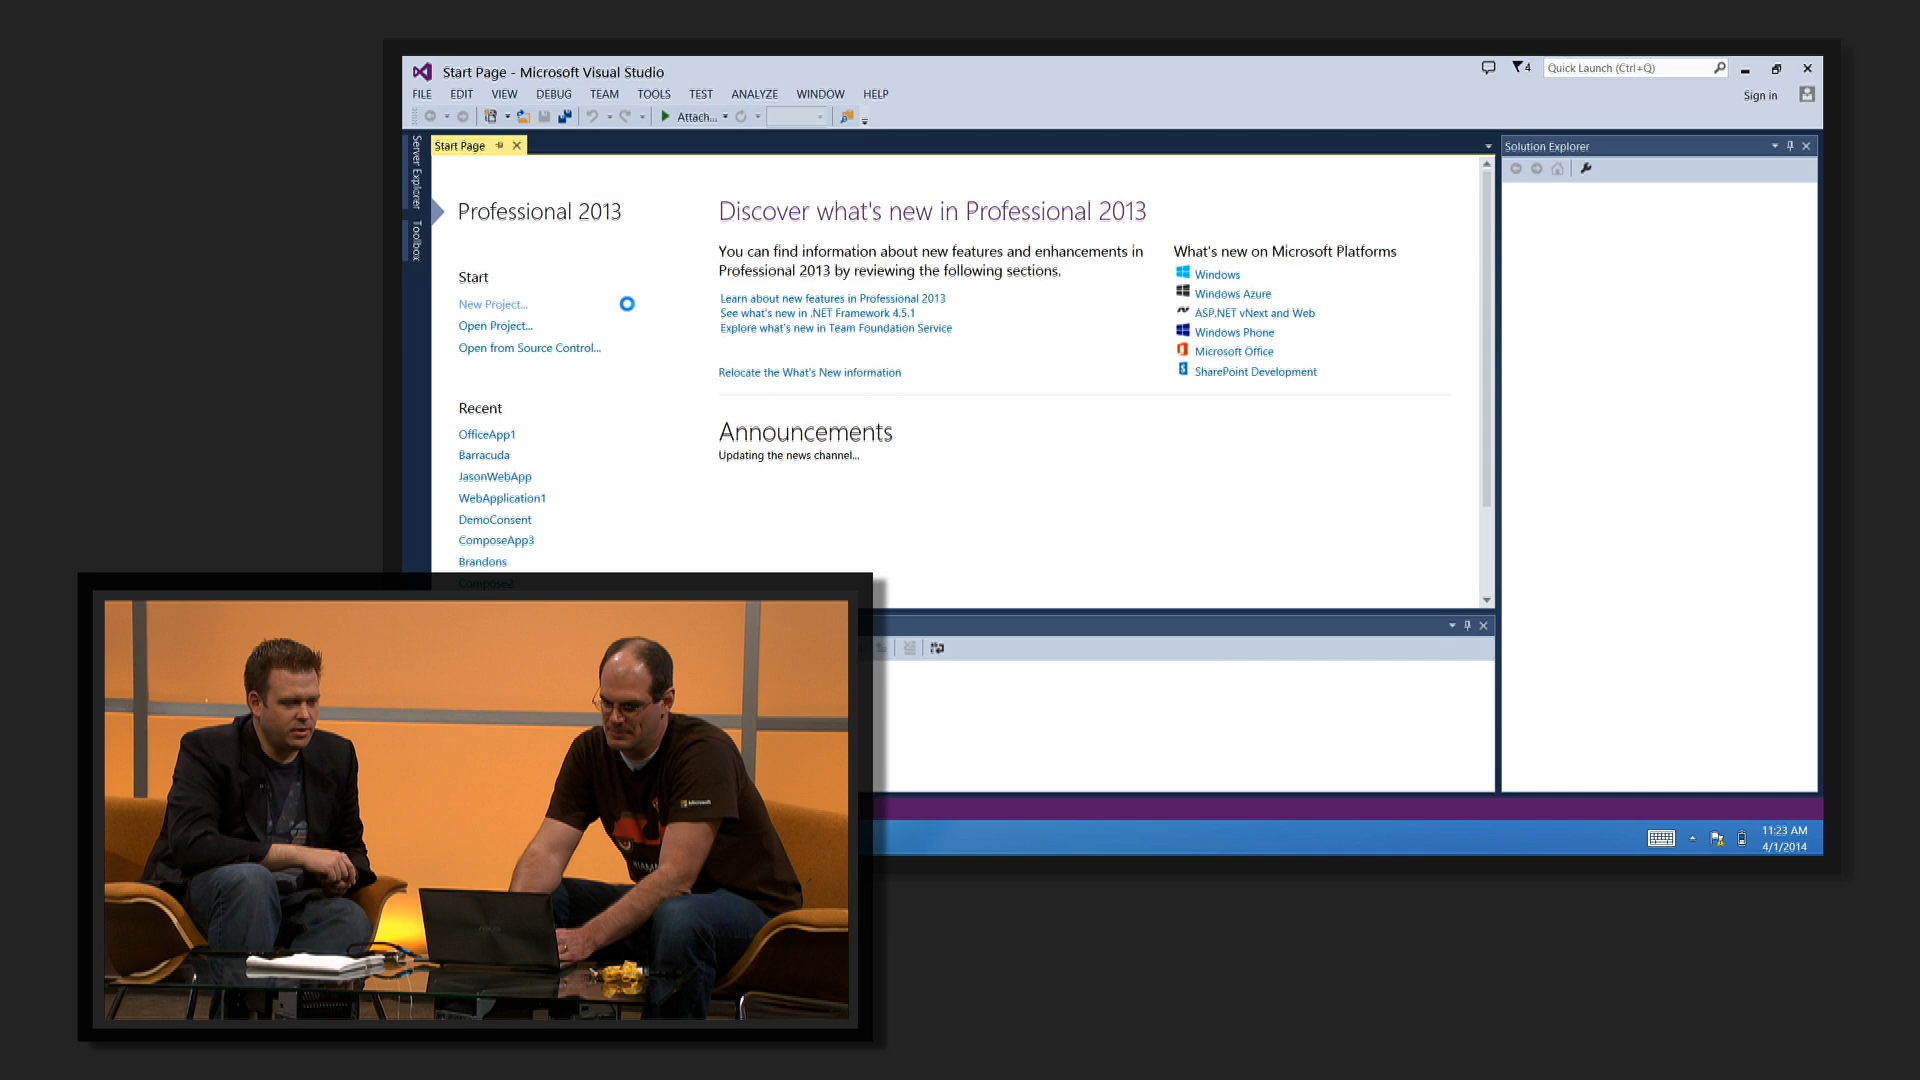 Start Page - Microsoft Visual Studio
4
Quick Launch (Ctrl+Q)
FILE EDIT VIEW DEBUG TEAM TOOLS TEST ANALYZE WINDOW HELP
Sign in
Attach...
Server Explorer
Toolbox
Start Page
Solution Explorer
Professional 2013
Start
New Project...
Open Project...
Open from Source Control...
Recent
OfficeApp1
Barracuda
JasonWebApp
WebApplication1
DemoConsent
ComposeApp3
Brandons
Compose2
Discover what's new in Professional 2013
You can find information about new features and enhancements in
Professional 2013 by reviewing the following sections.
Learn about new features in Professional 2013
See what's new in .NET Framework 4.5.1
Explore what's new in Team Foundation Service
Relocate the What's New information
What's new on Microsoft Platforms
Windows
Windows Azure
ASP.NET vNext and Web
Windows Phone
Microsoft Office
SharePoint Development
Announcements
Updating the news channel...
Microsoft
ASUS
11:23 AM
4/1/2014